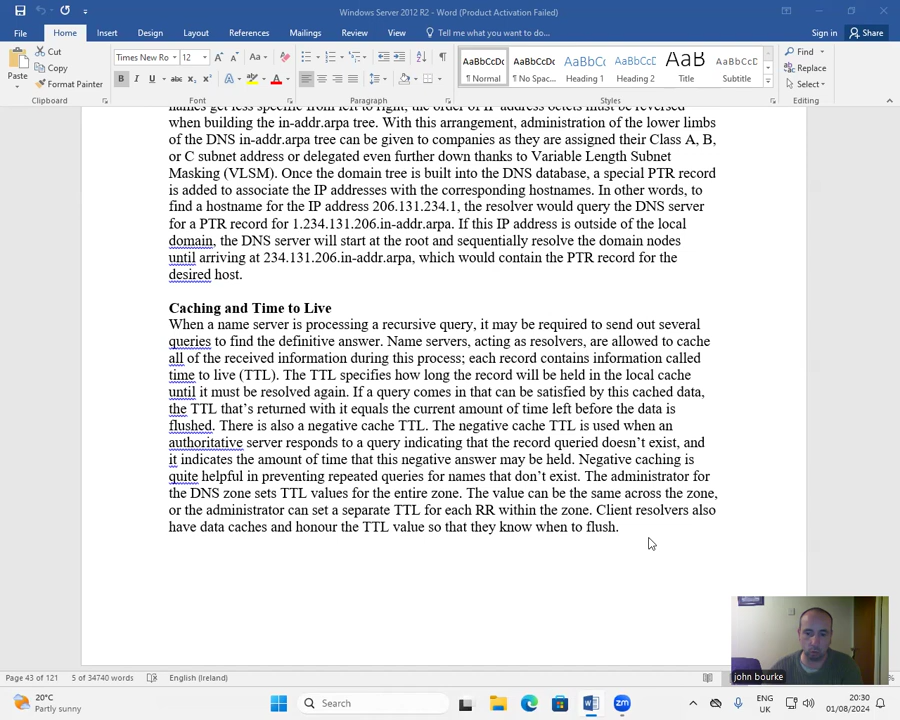 Windows Server 2012 R2 - Word (Product Activation Failed)
File Home Insert Design Layout References Mailings Review View Tell me what you want to do... Sign in Share
Paste Cut Copy Format Painter Clipboard
Times New Ro 12 Font
Paragraph
AaBbCcDc ¶ Normal AaBbCcDc ¶ No Spac... AaBbCc Heading 1 AaBbCcC Heading 2 AaB Title AaBbCcD Subtitle Styles
Find Replace Select Editing
names get less specific from left to right, the order of IP address octets must be reversed
when building the in-addr.arpa tree. With this arrangement, administration of the lower limbs
of the DNS in-addr.arpa tree can be given to companies as they are assigned their Class A, B,
or C subnet address or delegated even further down thanks to Variable Length Subnet
Masking (VLSM). Once the domain tree is built into the DNS database, a special PTR record
is added to associate the IP addresses with the corresponding hostnames. In other words, to
find a hostname for the IP address 206.131.234.1, the resolver would query the DNS server
for a PTR record for 1.234.131.206.in-addr.arpa. If this IP address is outside of the local
domain, the DNS server will start at the root and sequentially resolve the domain nodes
until arriving at 234.131.206.in-addr.arpa, which would contain the PTR record for the
desired host.
Caching and Time to Live
When a name server is processing a recursive query, it may be required to send out several
queries to find the definitive answer. Name servers, acting as resolvers, are allowed to cache
all of the received information during this process; each record contains information called
time to live (TTL). The TTL specifies how long the record will be held in the local cache
until it must be resolved again. If a query comes in that can be satisfied by this cached data,
the TTL that’s returned with it equals the current amount of time left before the data is
flushed. There is also a negative cache TTL. The negative cache TTL is used when an
authoritative server responds to a query indicating that the record queried doesn’t exist, and
it indicates the amount of time that this negative answer may be held. Negative caching is
quite helpful in preventing repeated queries for names that don’t exist. The administrator for
the DNS zone sets TTL values for the entire zone. The value can be the same across the zone,
or the administrator can set a separate TTL for each RR within the zone. Client resolvers also
have data caches and honour the TTL value so that they know when to flush.
john bourke
Page 43 of 121 5 of 34740 words English (Ireland)
20°C
Partly sunny
Search
ENG
UK
20:30
01/08/2024